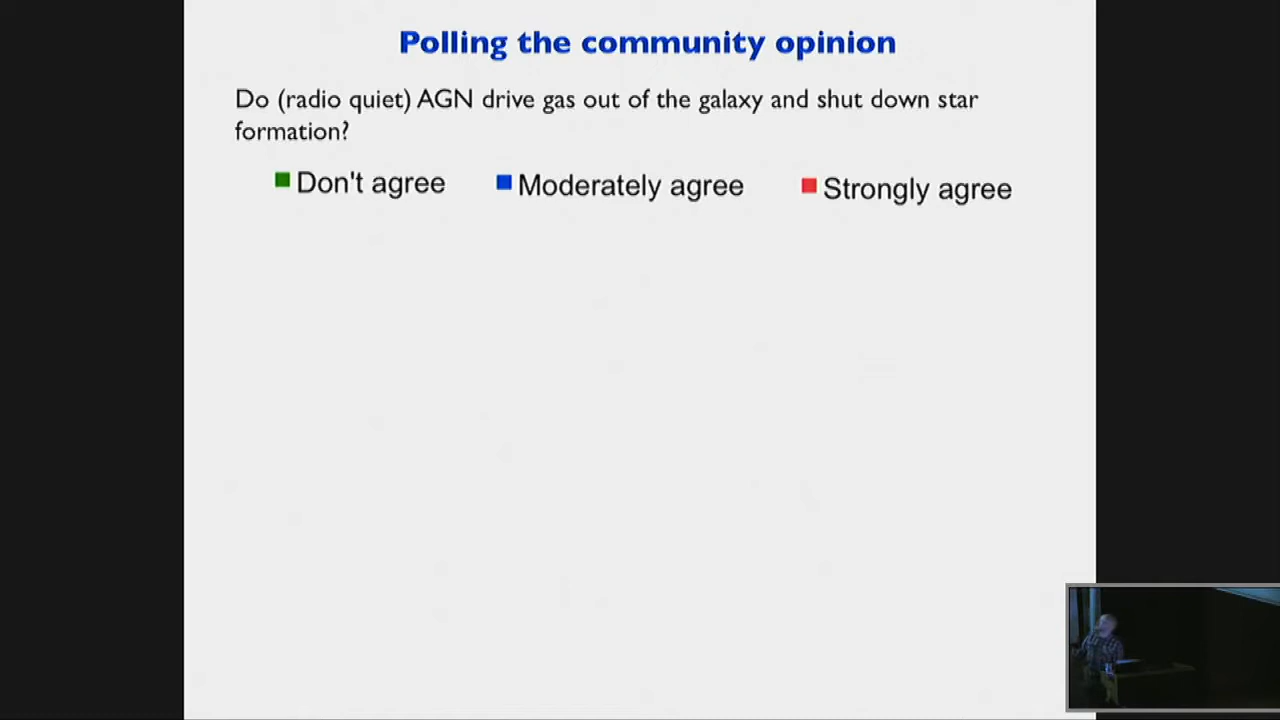 Polling the community opinion
Do (radio quiet) AGN drive gas out of the galaxy and shut down star
formation?
Don't agree Moderately agree Strongly agree